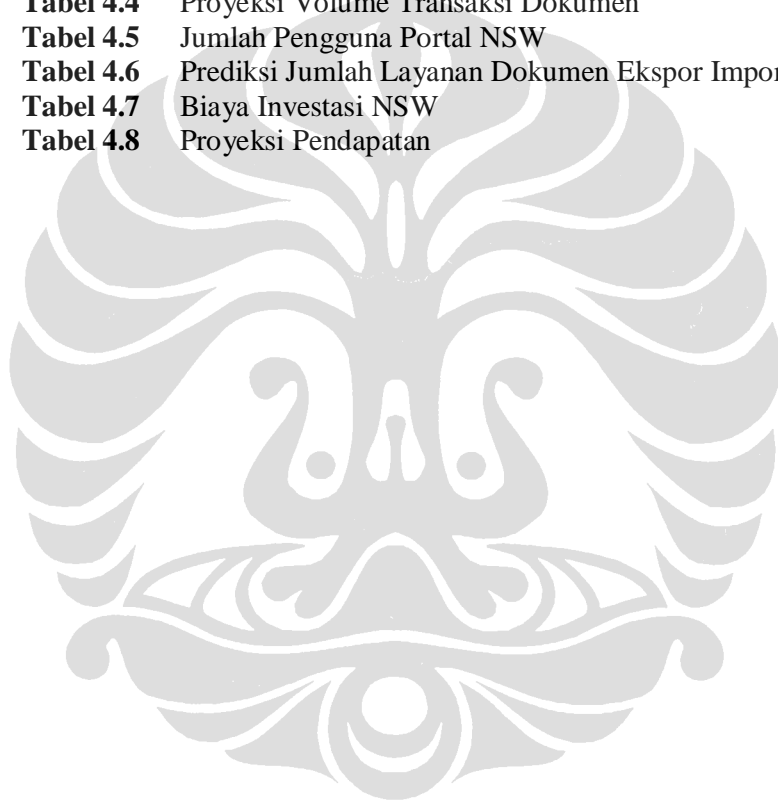 Tabel 4.4 Proyeksi Volume Transaksi Dokumen
Tabel 4.5 Jumlah Pengguna Portal NSW
Tabel 4.6 Prediksi Jumlah Layanan Dokumen Ekspor Impor
Tabel 4.7 Biaya Investasi NSW
Tabel 4.8 Proyeksi Pendapatan